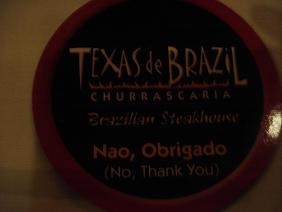 TEXAS de BRAZIL
CHURRASCARIA
Brazilian Steakhouse
Nao, Obrigado
(No, Thank You)